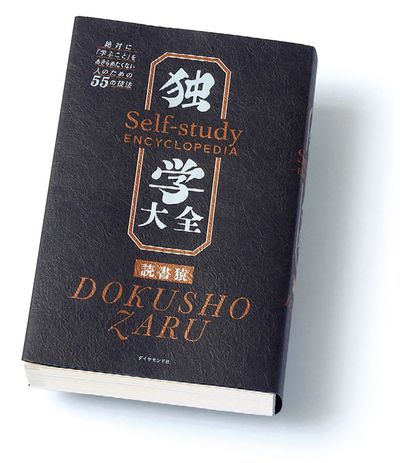 絶対に
「学ぶこと」を
あきらめたくない
人のための
55の技法
独
Self-study
ENCYCLOPEDIA
学
大全
読書猿
DOKUSHO
ZARU
ダイヤモンド社